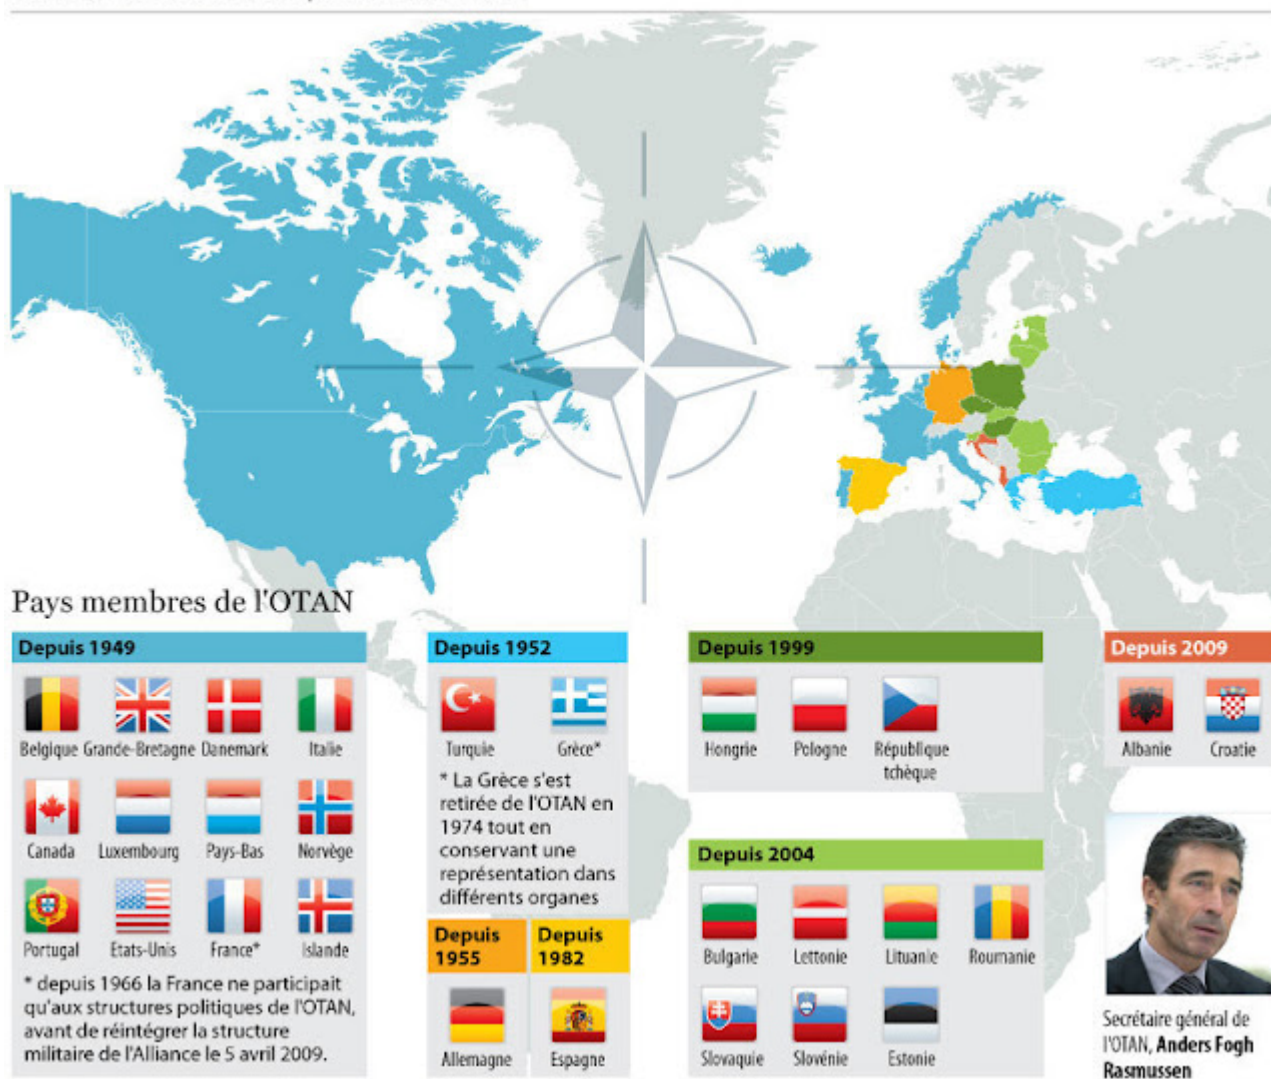 Pays membres de l'OTAN
Depuis 1949
Belgique Grande-Bretagne Danemark Italie
Canada Luxembourg Pays-Bas Norvège
Portugal Etats-Unis France* Islande
* depuis 1966 la France ne participait
qu'aux structures politiques de l'OTAN,
avant de réintégrer la structure
militaire de l'Alliance le 5 avril 2009.
Depuis 1952
Turquie Grèce*
* La Grèce s'est
retirée de l'OTAN en
1974 tout en
conservant une
représentation dans
différents organes
Depuis
1955
Allemagne
Depuis
1982
Espagne
Depuis 1999
Hongrie Pologne République
tchèque
Depuis 2004
Bulgarie Lettonie Lituanie Roumanie
Slovaquie Slovénie Estonie
Depuis 2009
Albanie Croatie
Secrétaire général de
l'OTAN, Anders Fogh
Rasmussen